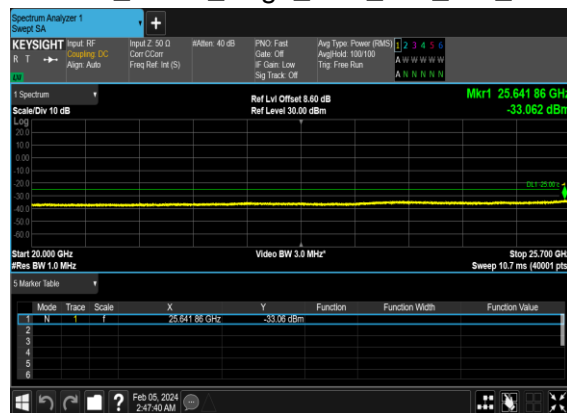 Spectrum Analyzer 1
Swept SA
+
KEYSIGHT Input: RF Input Z: 50 Ω #Atten: 40 dB PNO: Fast Avg Type: Power (RMS) 1 2 3 4 5 6
R T Coupling: DC Corr CCorr Gate: Off Avg|Hold: 100/100 A W W W W W
Align: Auto Freq Ref: Int (S) IF Gain: Low Trig: Free Run
Sig Track: Off A N N N N N
1 Spectrum Ref Lvl Offset 8.60 dB Mkr1 25.641 86 GHz
Scale/Div 10 dB Ref Level 30.00 dBm -33.062 dBm
Log
20.0
10.0
0.00
-10.0
-20.0
DL1 -25.00
-30.0
-40.0
-50.0
-60.0
Start 20.000 GHz Video BW 3.0 MHz* Stop 25.700 GHz
#Res BW 1.0 MHz Sweep 10.7 ms (40001 pts)
5 Marker Table
Mode Trace Scale X Y Function Function Width Function Value
1 N 1 f 25.641 86 GHz -33.06 dBm
2
3
4
5
6
? Feb 05, 2024
2:47:40 AM